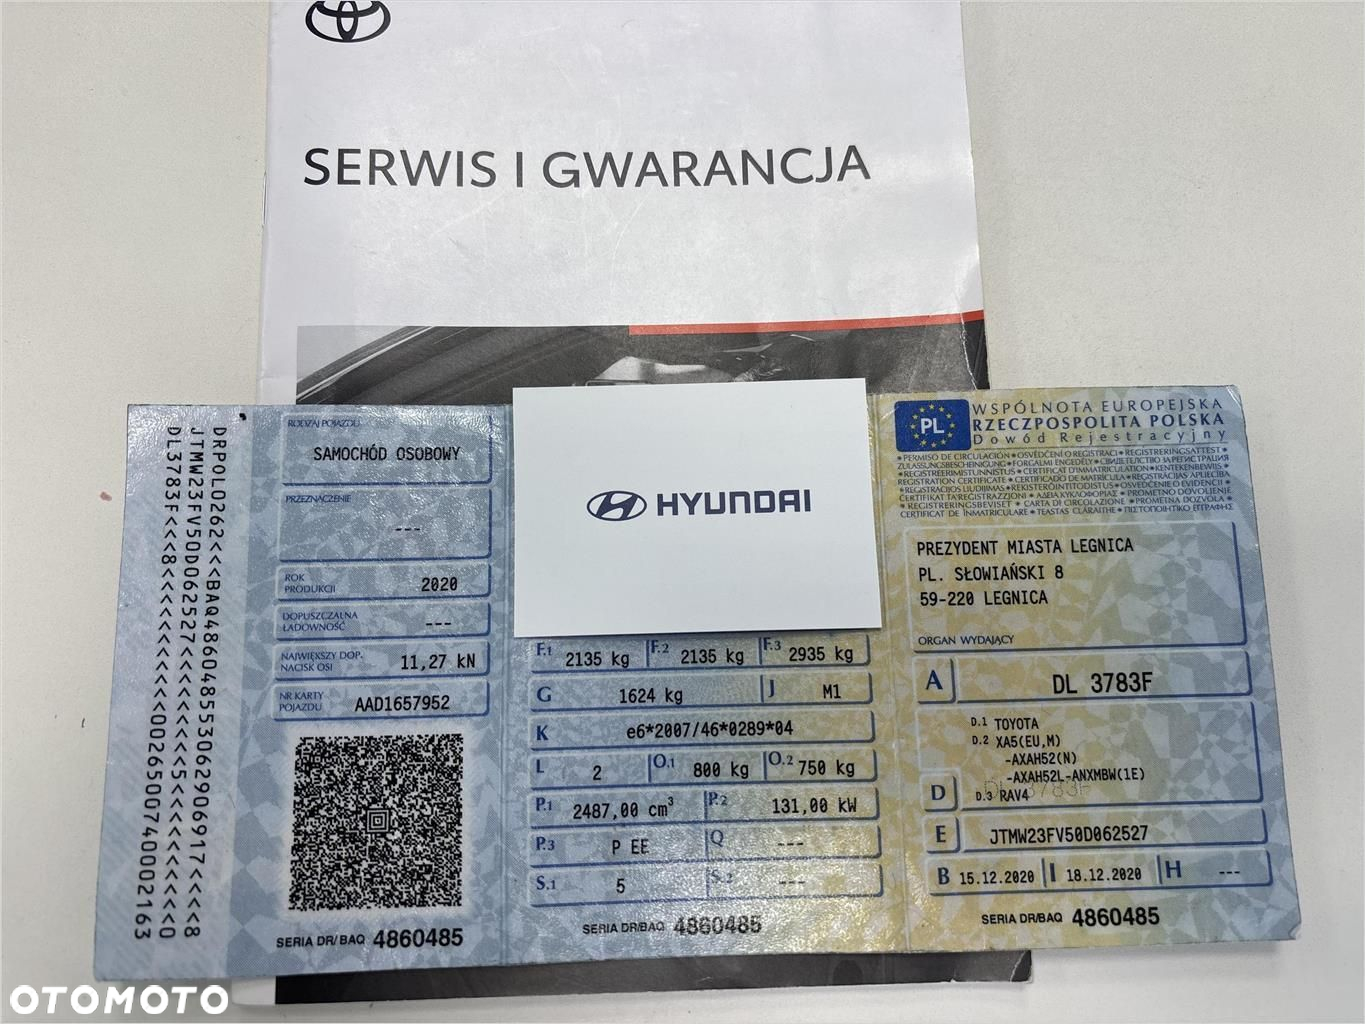 SERWIS I GWARANCJA
HYUNDAI
DRPOL0262<<BAQ486048553062906917<<<8
JTMW23FV50D062527<<<<<<5<<<<<<<<<0
RODZAJ POJAZDU
SAMOCHÓD OSOBOWY
PRZEZNACZENIE
---
ROK PRODUKCJI 2020
DOPUSZCZALNA ŁADOWNOŚĆ ---
NAJWIĘKSZY DOP. NACISK OSI 11,27 kN
NR KARTY POJAZDU AAD1657952
SERIA DR/BAQ 4860485
F.1 2135 kg F.2 2135 kg F.3 2935 kg
G 1624 kg J M1
K e6*2007/46*0289*04
L 2 O.1 800 kg O.2 750 kg
P.1 2487,00 cm³ P.2 131,00 kW
P.3 P EE Q ---
S.1 5 S.2 ---
SERIA DR/BAQ 4860485
PL
WSPÓLNOTA EUROPEJSKA
RZECZPOSPOLITA POLSKA
Dowód Rejestracyjny
PREZYDENT MIASTA LEGNICA
PL. SŁOWIAŃSKI 8
59-220 LEGNICA
ORGAN WYDAJĄCY
A DL 3783F
D.1 TOYOTA
D.2 XA5(EU,M)
-AXAH52(N)
-AXAH52L-ANXMBW(1E)
D D.3 RAV4
E JTMW23FV50D062527
B 15.12.2020 I 18.12.2020 H ---
SERIA DR/BAQ 4860485
OTOMOTO